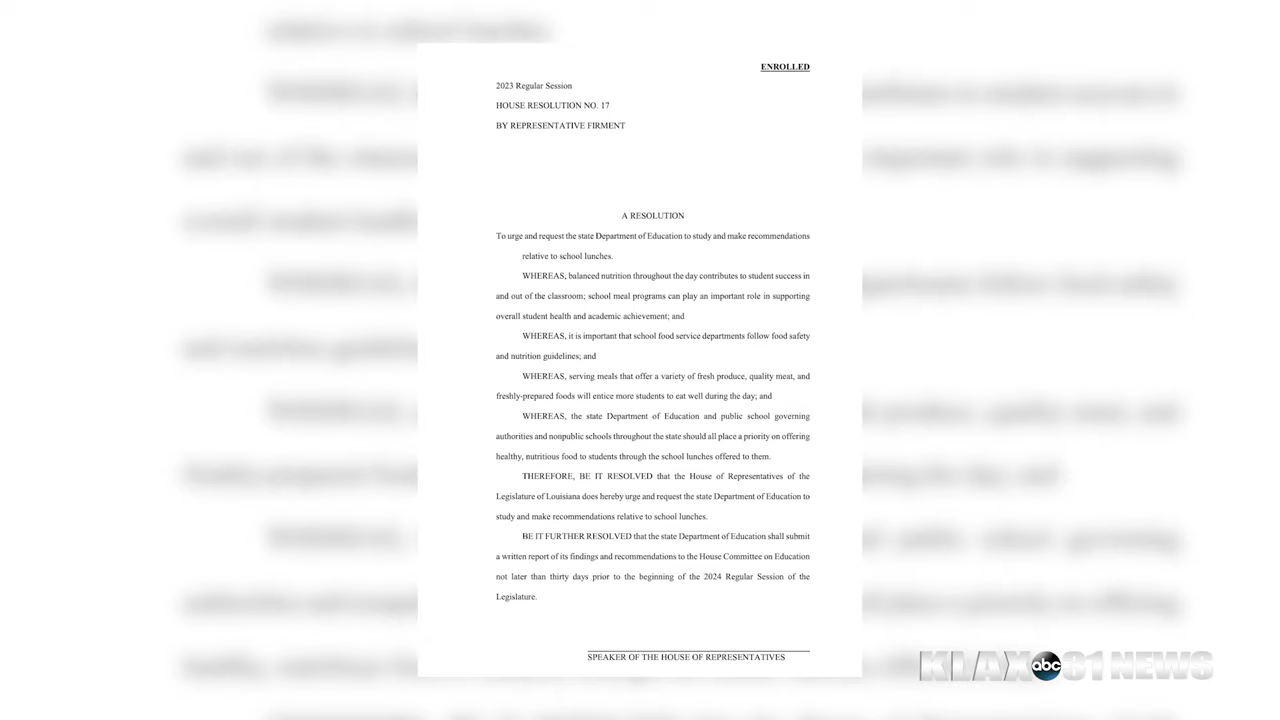 ENROLLED
2023 Regular Session
HOUSE RESOLUTION NO. 17
BY REPRESENTATIVE FIRMENT
A RESOLUTION
To urge and request the state Department of Education to study and make recommendations
relative to school lunches.
WHEREAS, balanced nutrition throughout the day contributes to student success in
and out of the classroom; school meal programs can play an important role in supporting
overall student health and academic achievement; and
WHEREAS, it is important that school food service departments follow food safety
and nutrition guidelines; and
WHEREAS, serving meals that offer a variety of fresh produce, quality meat, and
freshly-prepared foods will entice more students to eat well during the day; and
WHEREAS, the state Department of Education and public school governing
authorities and nonpublic schools throughout the state should all place a priority on offering
healthy, nutritious food to students through the school lunches offered to them.
THEREFORE, BE IT RESOLVED that the House of Representatives of the
Legislature of Louisiana does hereby urge and request the state Department of Education to
study and make recommendations relative to school lunches.
BE IT FURTHER RESOLVED that the state Department of Education shall submit
a written report of its findings and recommendations to the House Committee on Education
not later than thirty days prior to the beginning of the 2024 Regular Session of the
Legislature.
SPEAKER OF THE HOUSE OF REPRESENTATIVES
KLAX abc 31 NEWS